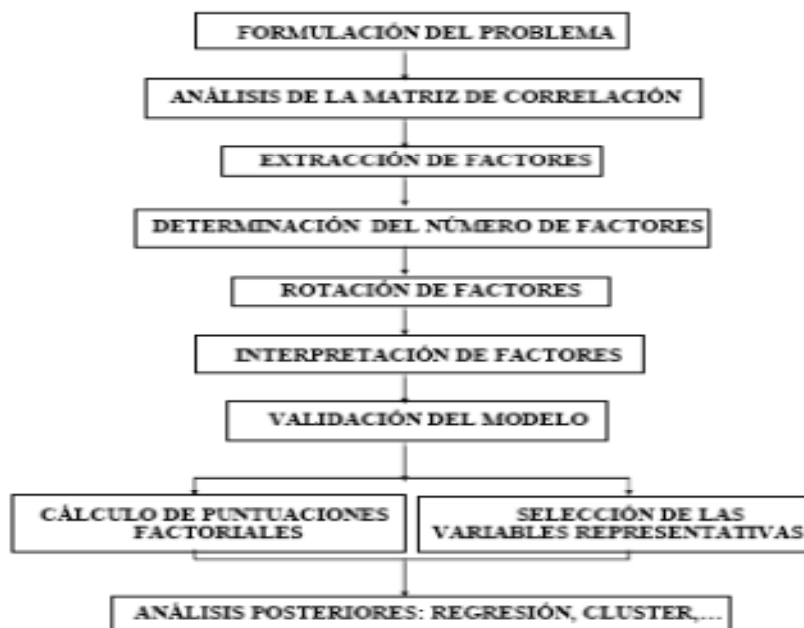 FORMULACIÓN DEL PROBLEMA
ANÁLISIS DE LA MATRIZ DE CORRELACIÓN
EXTRACCIÓN DE FACTORES
DETERMINACIÓN DEL NÚMERO DE FACTORES
ROTACIÓN DE FACTORES
INTERPRETACIÓN DE FACTORES
VALIDACIÓN DEL MODELO
CÁLCULO DE PUNTUACIONES
FACTORIALES
SELECCIÓN DE LAS
VARIABLES REPRESENTATIVAS
ANÁLISIS POSTERIORES: REGRESIÓN, CLUSTER,...